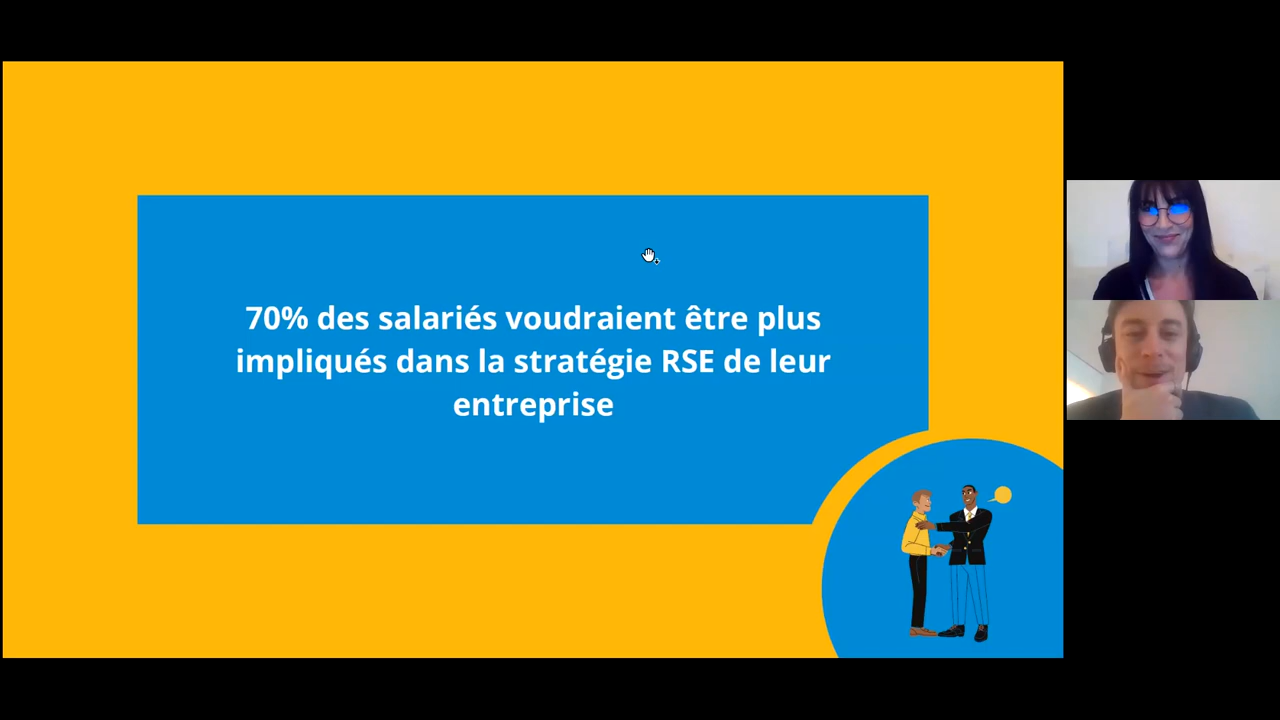 70% des salariés voudraient être plus
impliqués dans la stratégie RSE de leur
entreprise